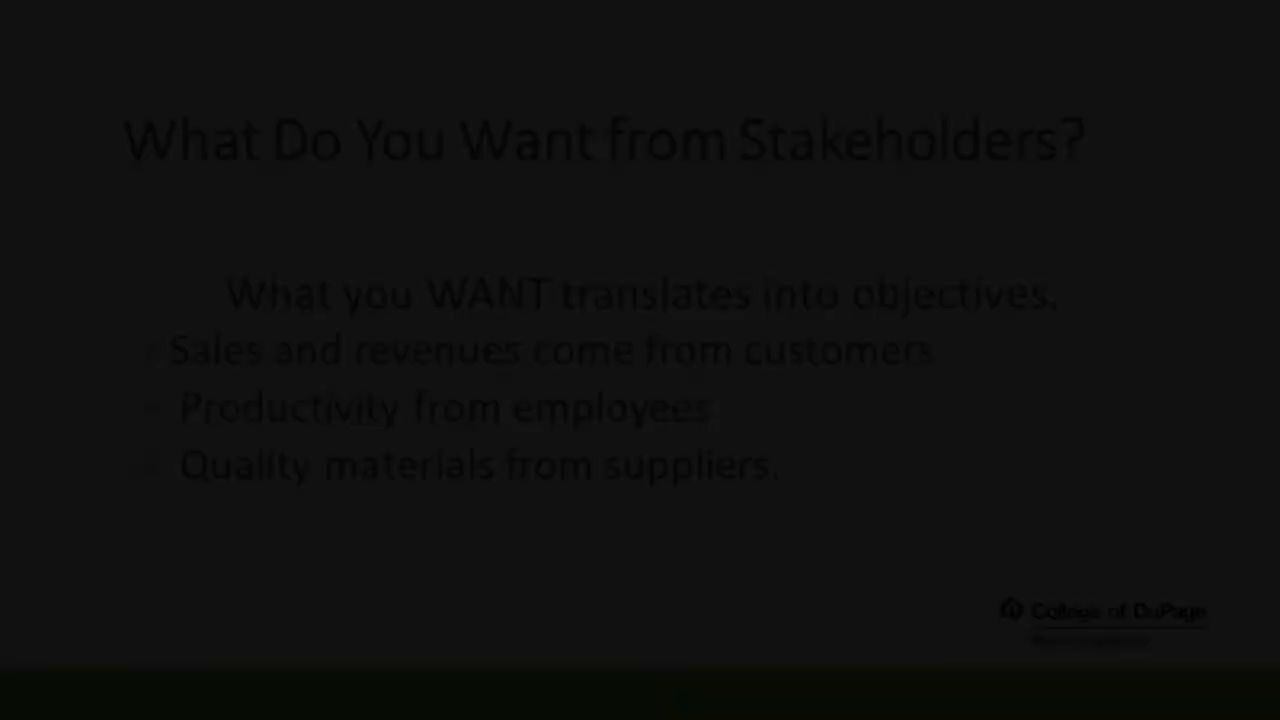 What Do You Want from Stakeholders?
What you WANT translates into objectives.
Sales and revenues come from customers
Productivity from employees
Quality materials from suppliers.
College of DuPage